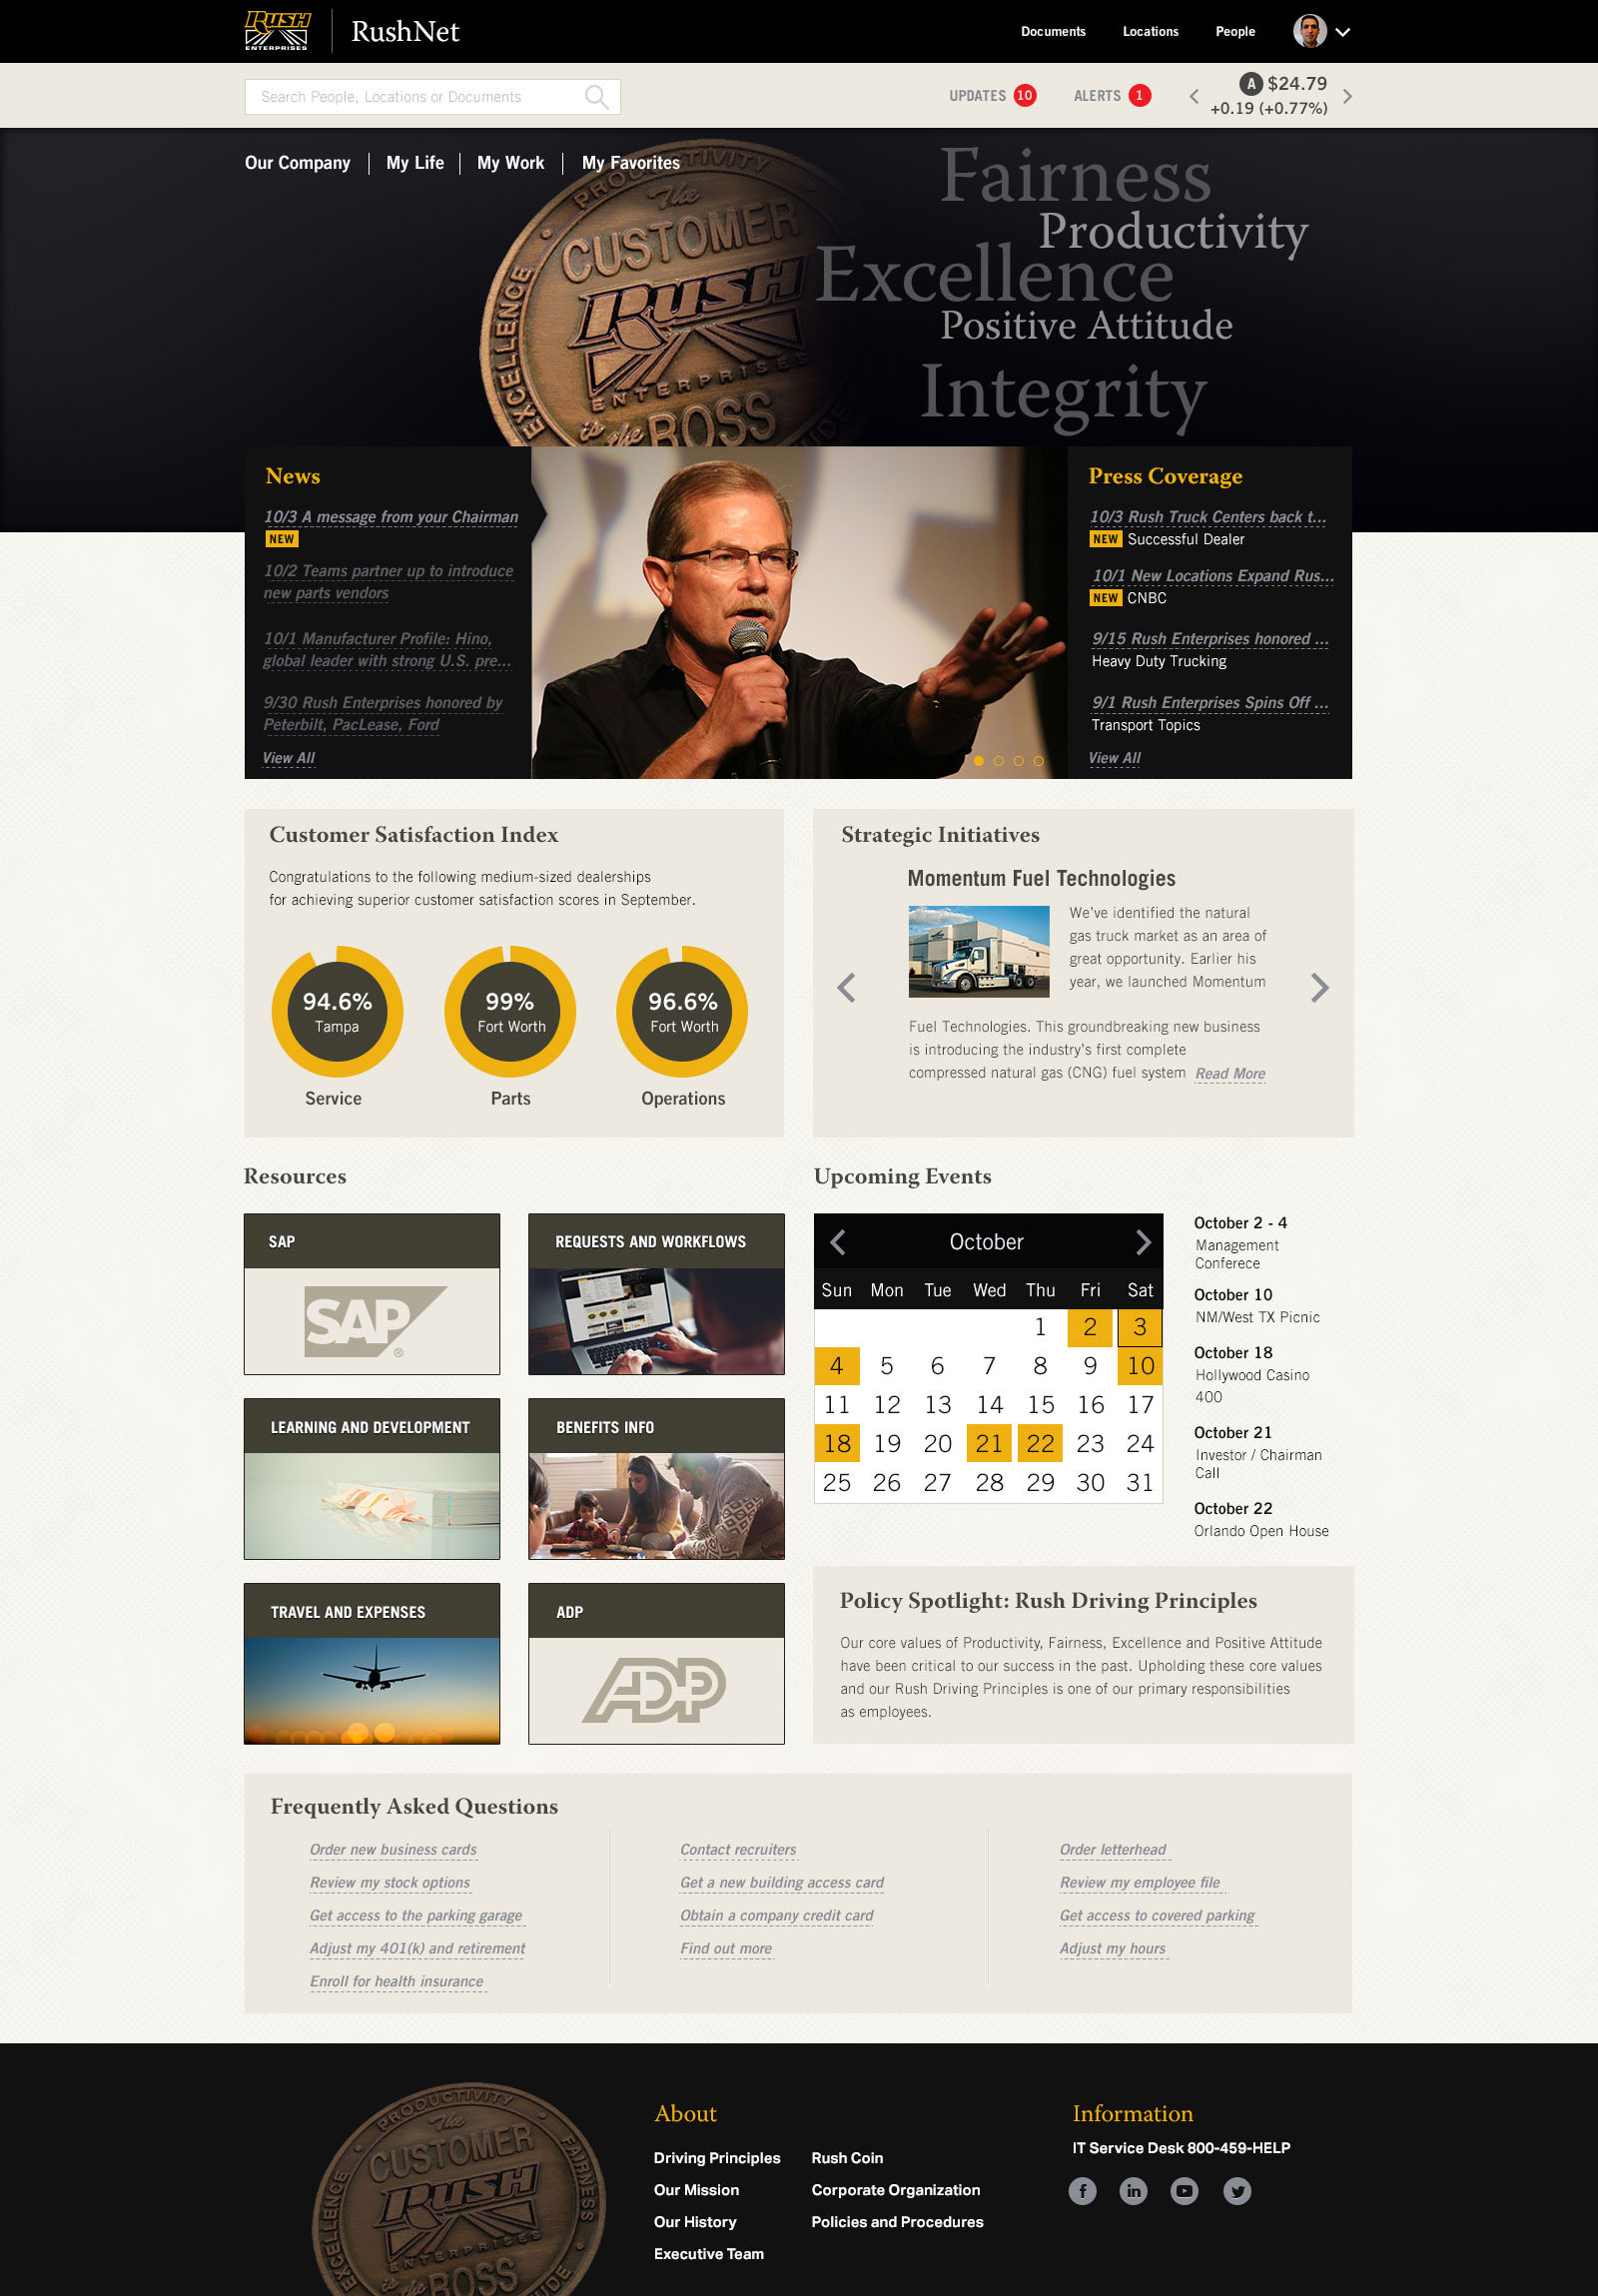 RUSH
ENTERPRISES
RushNet
Documents
Locations
People
Search People, Locations or Documents
UPDATES 10
ALERTS 1
A $24.79
+0.19 (+0.77%)
Our Company
My Life
My Work
My Favorites
PRODUCTIVITY
EXCELLENCE
The
CUSTOMER
RUSH
ENTERPRISES
is the
BOSS
Fairness
Productivity
Excellence
Positive Attitude
Integrity
News
10/3 A message from your Chairman
NEW
10/2 Teams partner up to introduce
new parts vendors
10/1 Manufacturer Profile: Hino,
global leader with strong U.S. pre...
9/30 Rush Enterprises honored by
Peterbilt, PacLease, Ford
View All
Press Coverage
10/3 Rush Truck Centers back t...
NEW Successful Dealer
10/1 New Locations Expand Rus...
NEW CNBC
9/15 Rush Enterprises honored ...
Heavy Duty Trucking
9/1 Rush Enterprises Spins Off ...
Transport Topics
View All
Customer Satisfaction Index
Congratulations to the following medium-sized dealerships
for achieving superior customer satisfaction scores in September.
94.6%
Tampa
Service
99%
Fort Worth
Parts
96.6%
Fort Worth
Operations
Strategic Initiatives
Momentum Fuel Technologies
We've identified the natural
gas truck market as an area of
great opportunity. Earlier his
year, we launched Momentum
Fuel Technologies. This groundbreaking new business
is introducing the industry's first complete
compressed natural gas (CNG) fuel system Read More
Resources
SAP
SAP®
REQUESTS AND WORKFLOWS
LEARNING AND DEVELOPMENT
BENEFITS INFO
TRAVEL AND EXPENSES
ADP
ADP
Upcoming Events
October
Sun Mon Tue Wed Thu Fri Sat
1 2 3
4 5 6 7 8 9 10
11 12 13 14 15 16 17
18 19 20 21 22 23 24
25 26 27 28 29 30 31
October 2 - 4
Management
Conferece
October 10
NM/West TX Picnic
October 18
Hollywood Casino
400
October 21
Investor / Chairman
Call
October 22
Orlando Open House
Policy Spotlight: Rush Driving Principles
Our core values of Productivity, Fairness, Excellence and Positive Attitude
have been critical to our success in the past. Upholding these core values
and our Rush Driving Principles is one of our primary responsibilities
as employees.
Frequently Asked Questions
Order new business cards
Review my stock options
Get access to the parking garage
Adjust my 401(k) and retirement
Enroll for health insurance
Contact recruiters
Get a new building access card
Obtain a company credit card
Find out more
Order letterhead
Review my employee file
Get access to covered parking
Adjust my hours
PRODUCTIVITY
FAIRNESS
EXCELLENCE
The
CUSTOMER
RUSH
ENTERPRISES
is the
BOSS
About
Driving Principles
Our Mission
Our History
Executive Team
Rush Coin
Corporate Organization
Policies and Procedures
Information
IT Service Desk 800-459-HELP